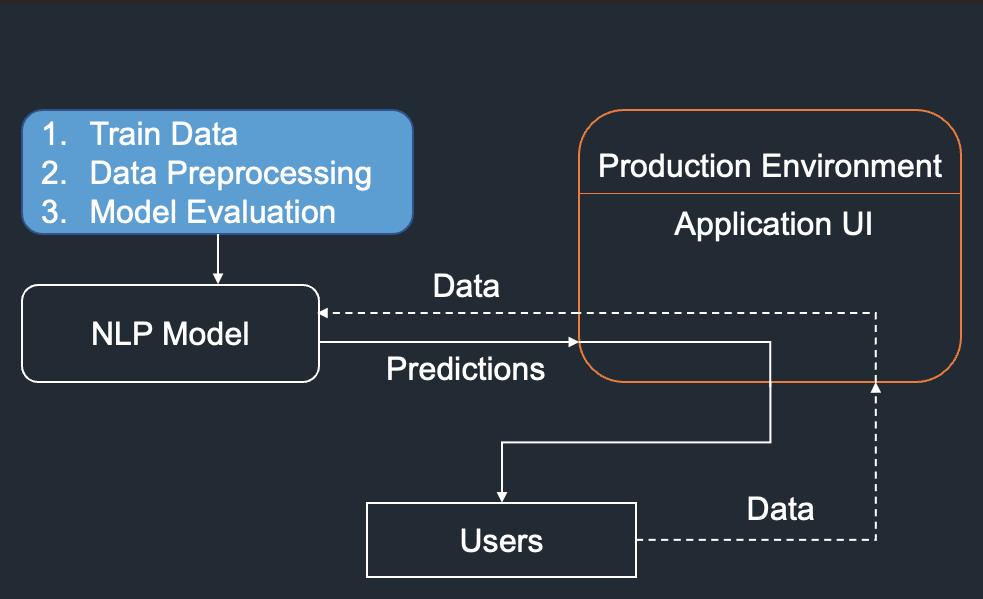 1. Train Data
2. Data Preprocessing
3. Model Evaluation
Production Environment
Application UI
Data
NLP Model
Predictions
Data
Users